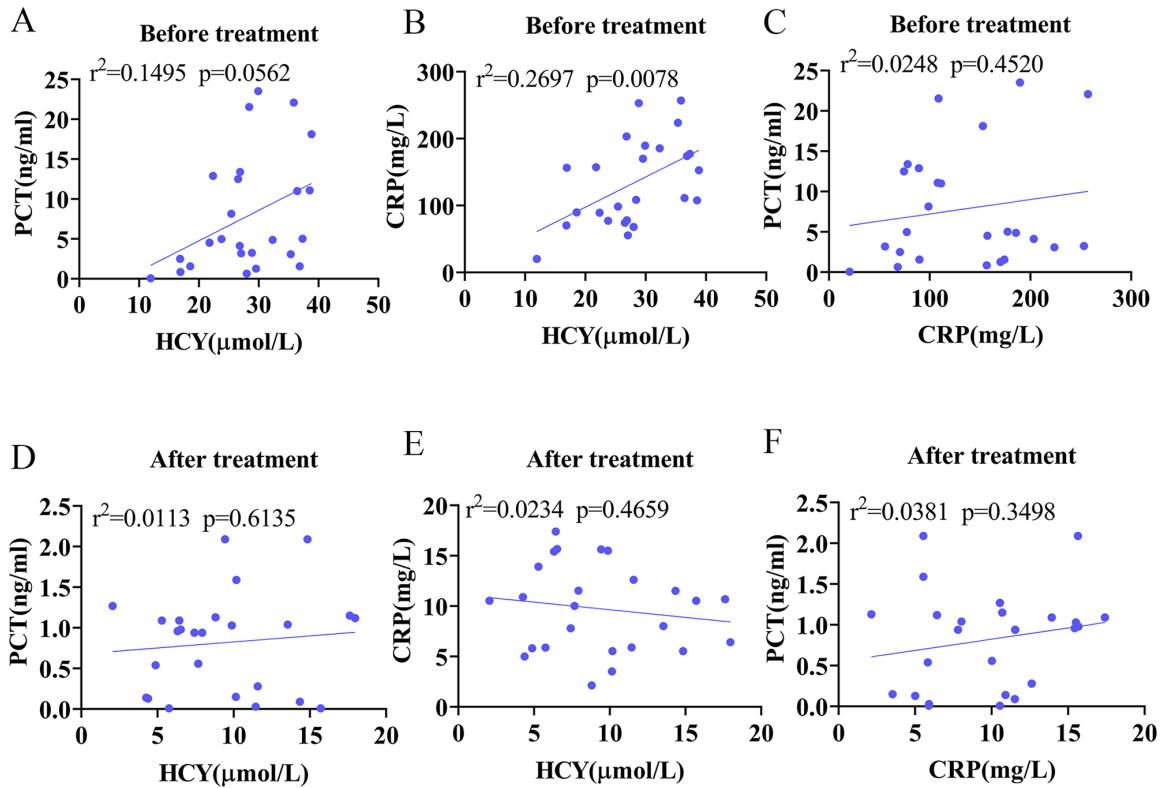 A
Before treatment
r²=0.1495 p=0.0562
PCT(ng/ml)
25
20
15
10
5
0
0 10 20 30 40 50
HCY(μmol/L)
B
Before treatment
r²=0.2697 p=0.0078
CRP(mg/L)
300
200
100
0
0 10 20 30 40 50
HCY(μmol/L)
C
Before treatment
r²=0.0248 p=0.4520
PCT(ng/ml)
25
20
15
10
5
0
0 100 200 300
CRP(mg/L)
D
After treatment
r²=0.0113 p=0.6135
PCT(ng/ml)
2.5
2.0
1.5
1.0
0.5
0.0
0 5 10 15 20
HCY(μmol/L)
E
After treatment
r²=0.0234 p=0.4659
CRP(mg/L)
20
15
10
5
0
0 5 10 15 20
HCY(μmol/L)
F
After treatment
r²=0.0381 p=0.3498
PCT(ng/ml)
2.5
2.0
1.5
1.0
0.5
0.0
0 5 10 15 20
CRP(mg/L)